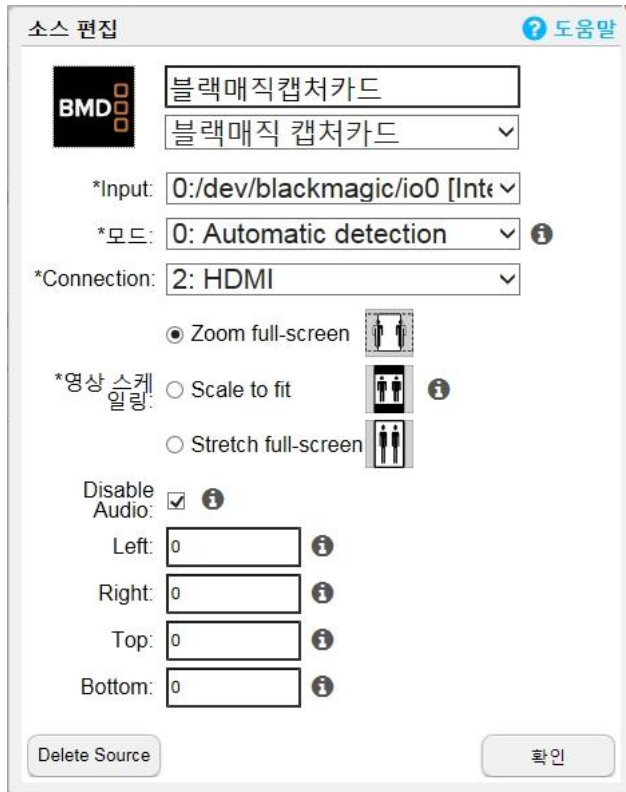 소스 편집
? 도움말
BMD
블랙매직캡처카드
블랙매직 캡처카드
*Input: 0:/dev/blackmagic/io0 [Inte
*모드: 0: Automatic detection
*Connection: 2: HDMI
Zoom full-screen
*영상 스케
일링:
Scale to fit
Stretch full-screen
Disable
Audio:
Left: 0
Right: 0
Top: 0
Bottom: 0
Delete Source
확인